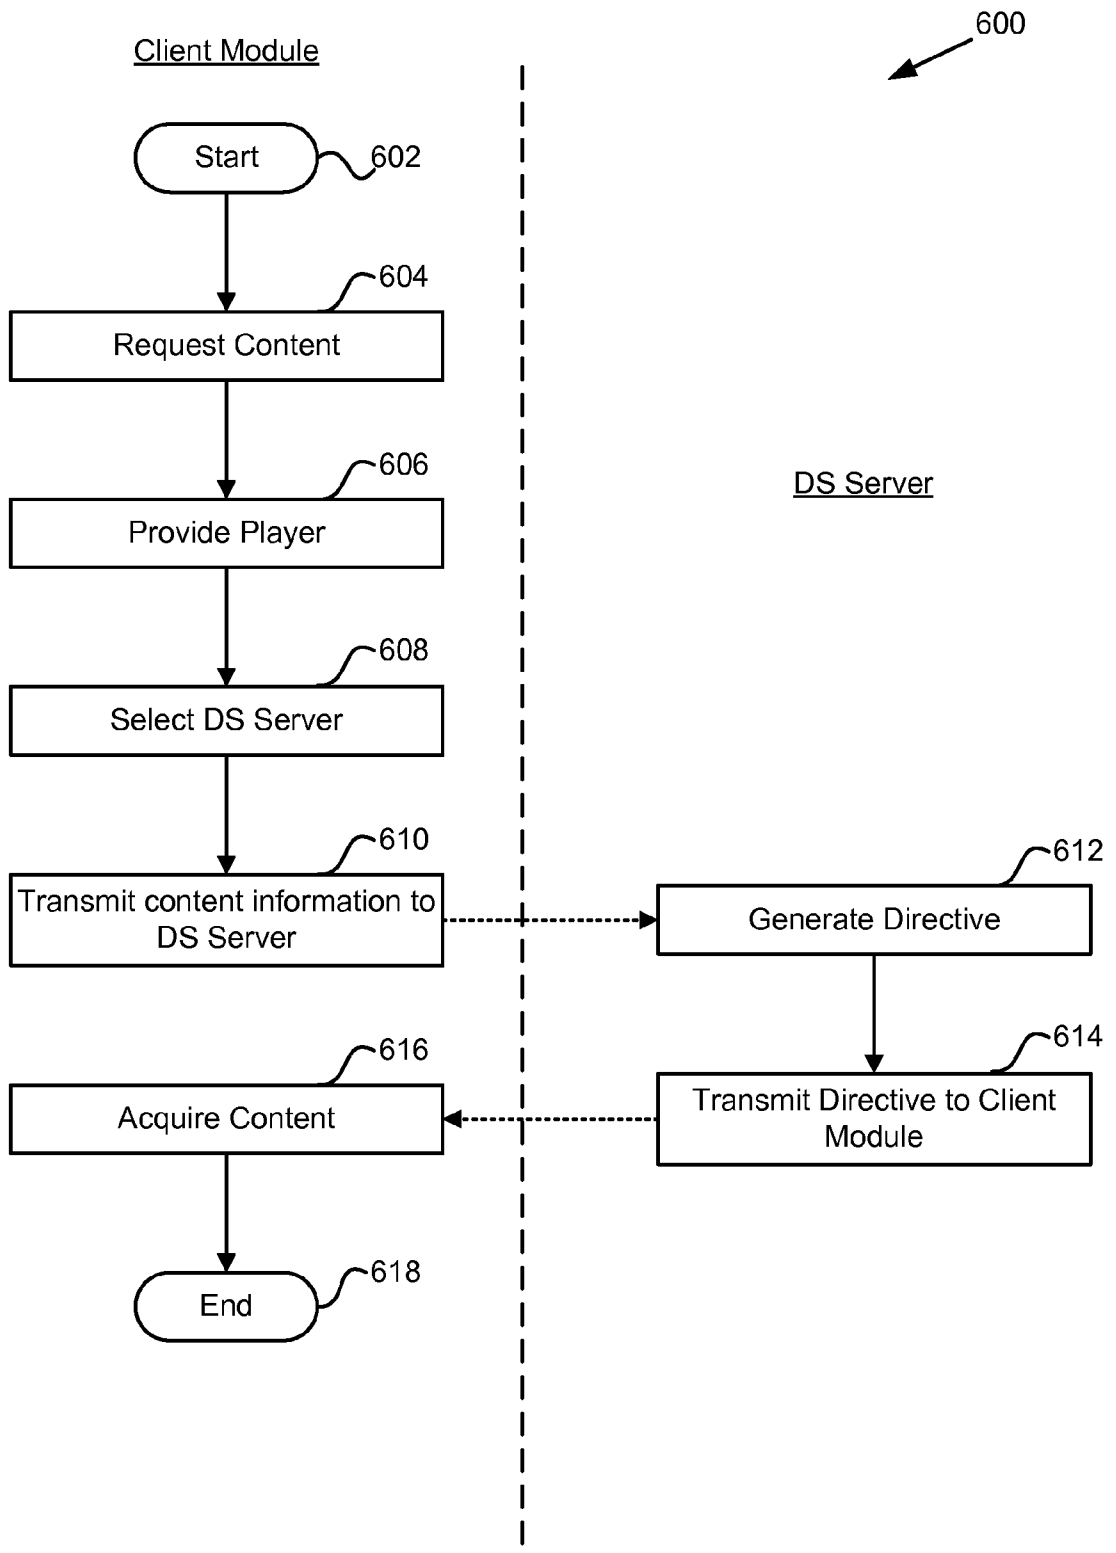 600
Client Module
Start
602
604
Request Content
606
Provide Player
DS Server
608
Select DS Server
610
Transmit content information to
DS Server
612
Generate Directive
614
Transmit Directive to Client
Module
616
Acquire Content
618
End